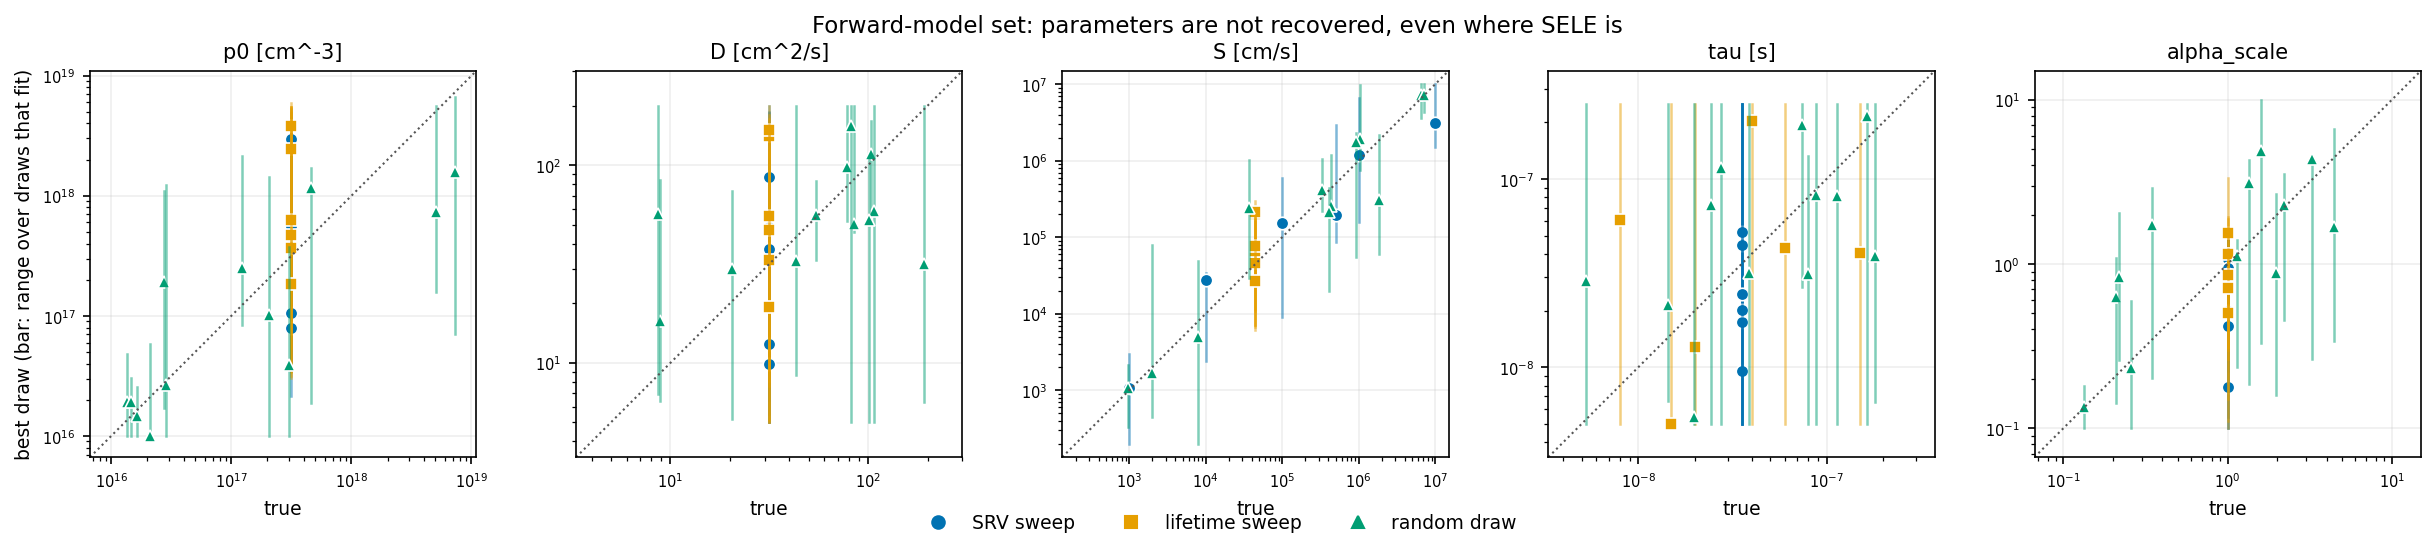 Forward-model set: parameters are not recovered, even where SELE is
p0 [cm^-3]
D [cm^2/s]
S [cm/s]
tau [s]
alpha_scale
best draw (bar: range over draws that fit)
10^19
10^18
10^17
10^16
10^16
10^17
10^18
10^19
true
10^2
10^1
10^1
10^2
true
10^7
10^6
10^5
10^4
10^3
10^3
10^4
10^5
10^6
10^7
true
10^-7
10^-8
10^-8
10^-7
true
10^1
10^0
10^-1
10^-1
10^0
10^1
true
SRV sweep
lifetime sweep
random draw